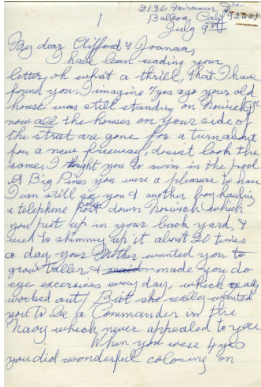 2136 Miramar
Balboa, Calif 92661
July 9th
1
My dear Clifford & Joanna,
I have been reading your
letter, oh what a thrill, that I have
found you. I imagine yrs ago your old
house was still standing on
now all the houses on your side of
the street are gone for a turnabout
for a new freeway, doesn't look the
same. I taught you to swim in the pool
at Big Pines you were a pleasure to have
I can still see you & another boy hauling
a telephone post down which
you put up in your back yard, &
used to shimmy up it about 20 times
a day, your Mother wanted you to
grow taller & made you do
eye excersises every day, which really
worked out! But she really wanted
you to be a Commander in the
Navy which never appealed to you
When you were yrs
you did wonderful coloring on